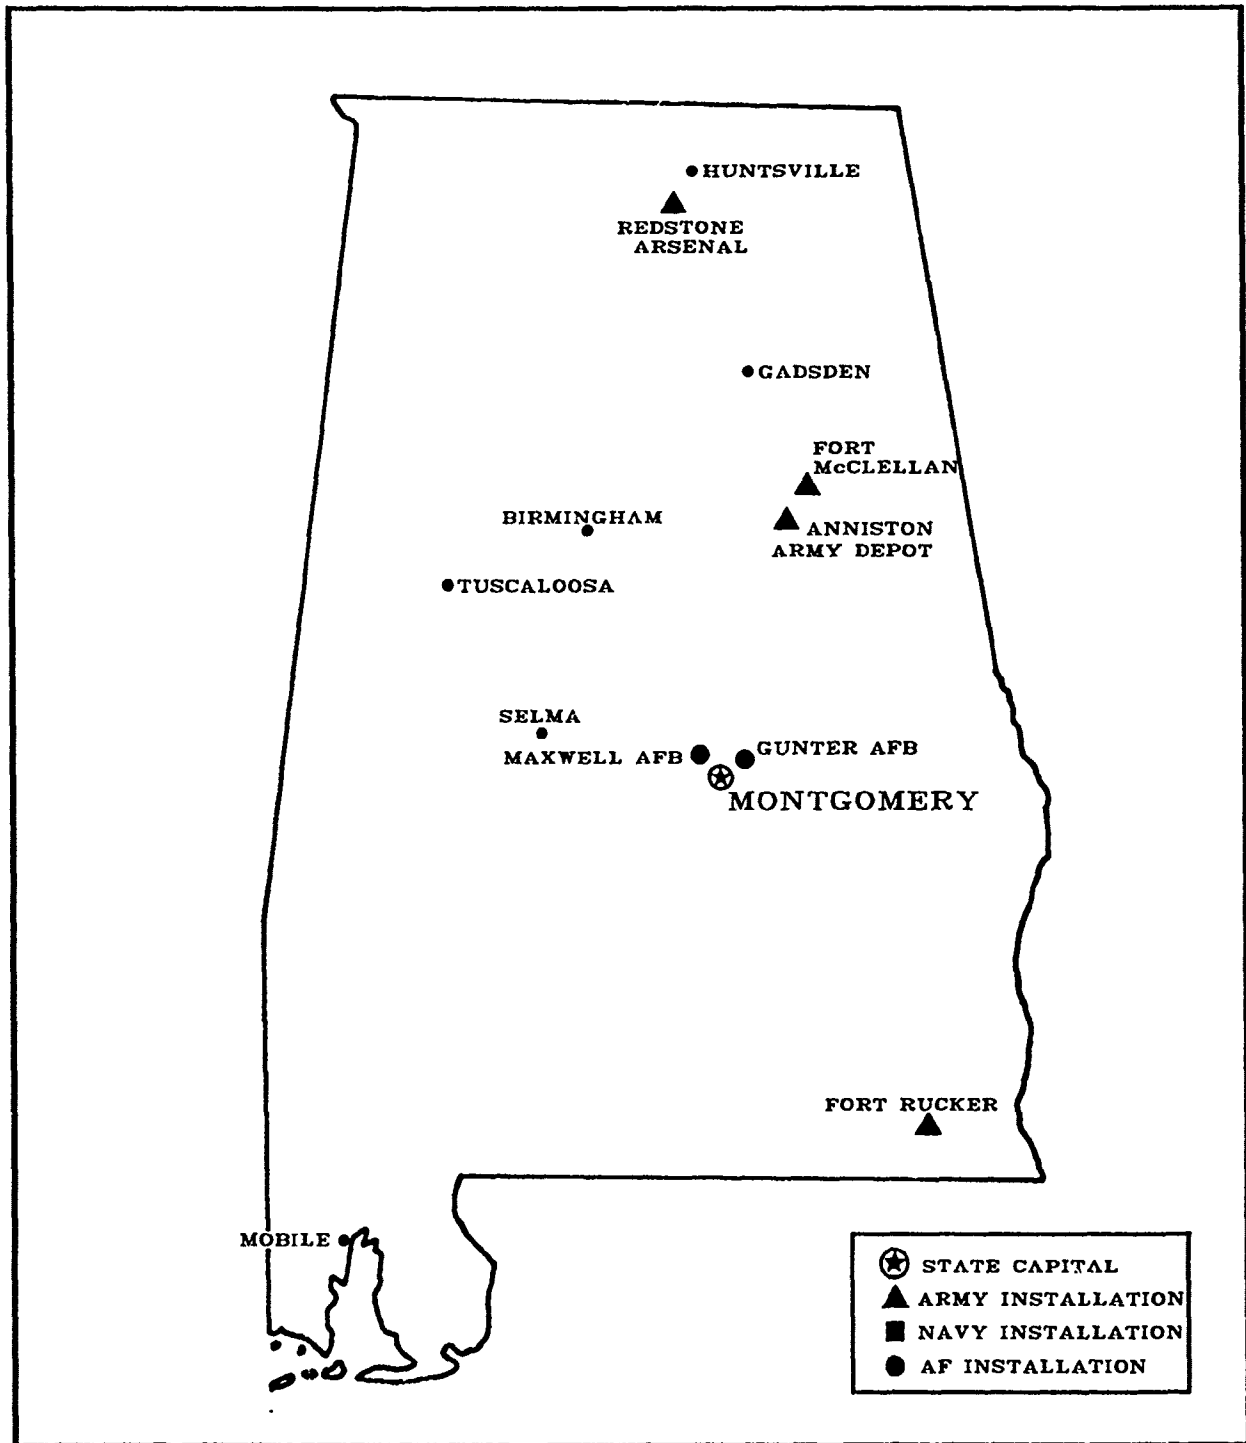 HUNTSVILLE
REDSTONE
ARSENAL
GADSDEN
FORT
McCLELLAN
BIRMINGHAM
ANNISTON
ARMY DEPOT
TUSCALOOSA
SELMA
MAXWELL AFB
GUNTER AFB
MONTGOMERY
FORT RUCKER
MOBILE
STATE CAPITAL
ARMY INSTALLATION
NAVY INSTALLATION
AF INSTALLATION